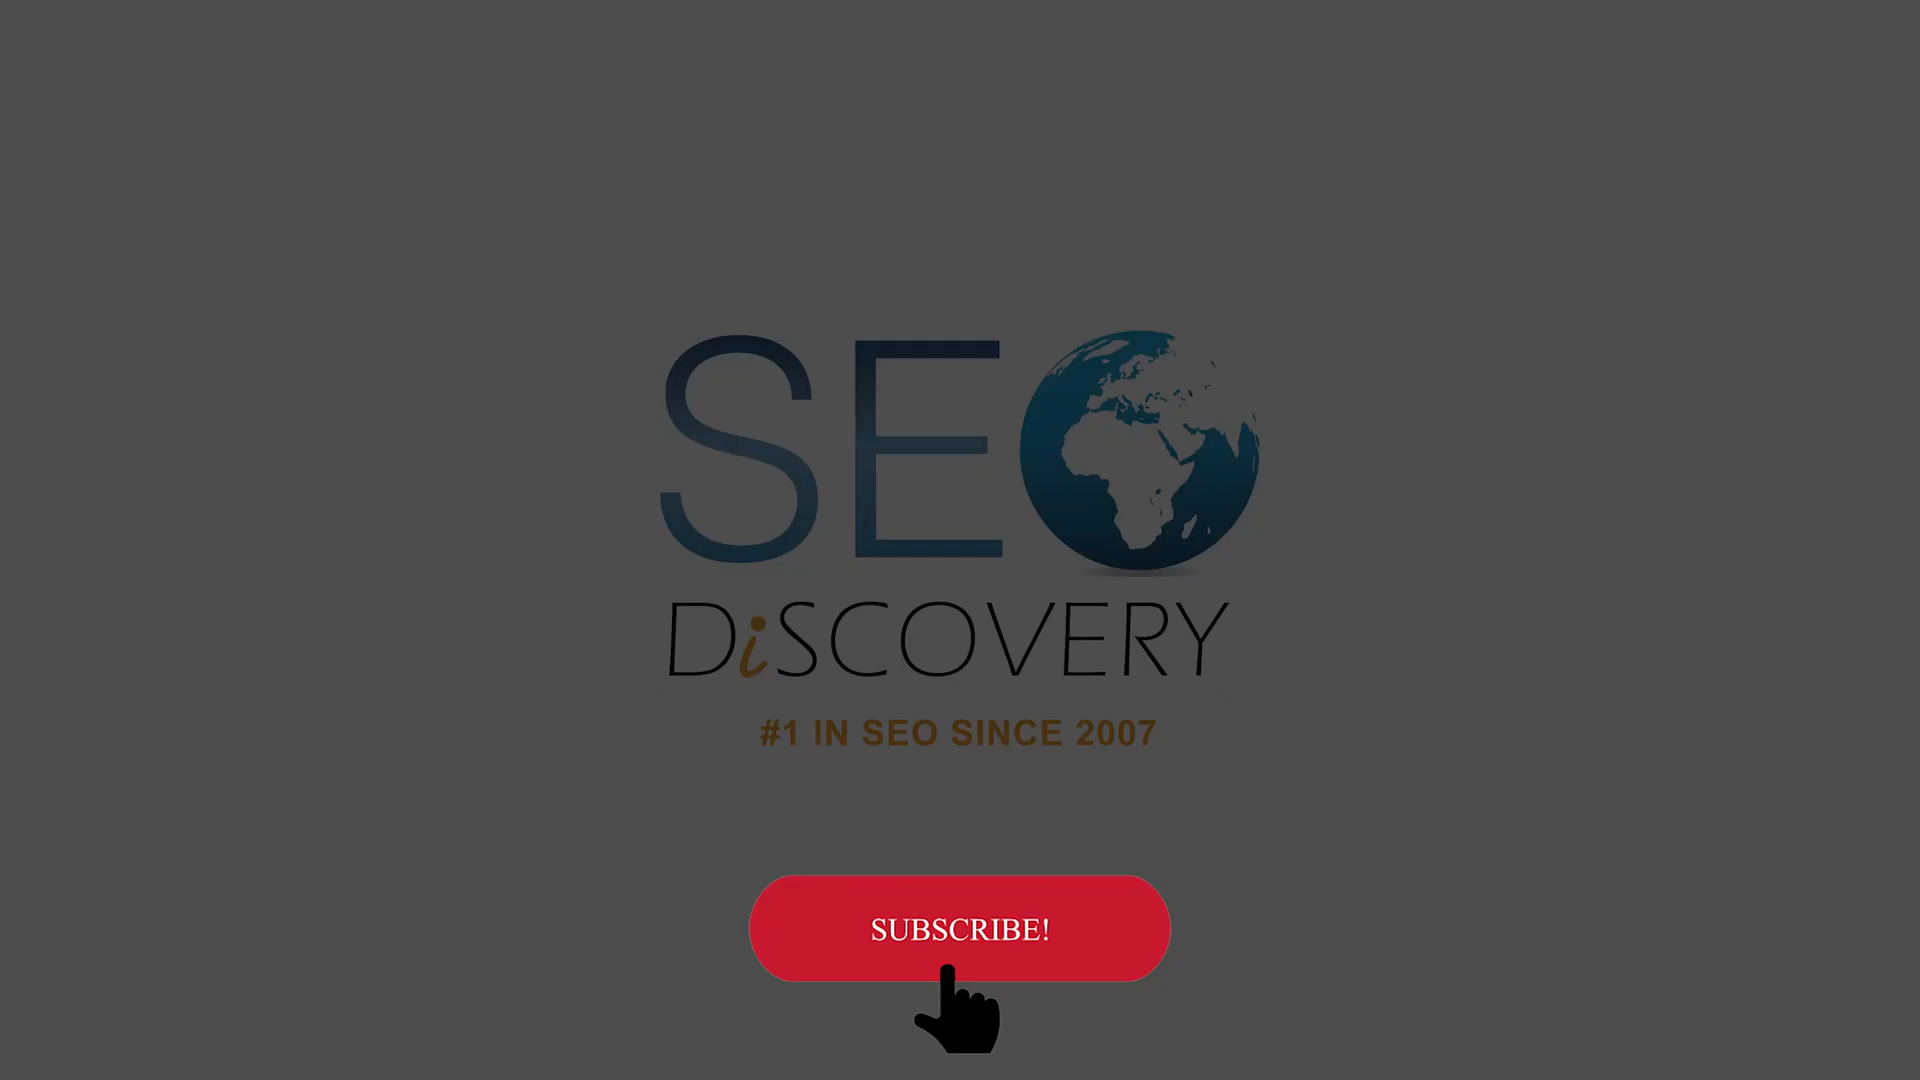 SEO
DiSCOVERY
#1 IN SEO SINCE 2007
SUBSCRIBE!